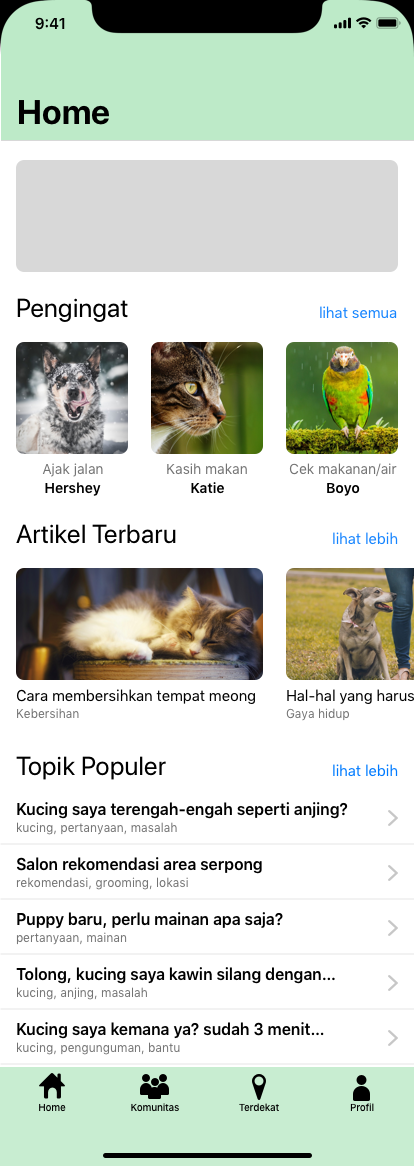 9:41
Home
Pengingat
lihat semua
Ajak jalan
Kasih makan
Cek makanan/air
Hershey
Katie
Boyo
Artikel Terbaru
lihat lebih
Cara membersihkan tempat meong
Hal-hal yang harus
Kebersihan
Gaya hidup
Topik Populer
lihat lebih
Kucing saya terengah-engah seperti anjing?
kucing, pertanyaan, masalah
Salon rekomendasi area serpong
rekomendasi, grooming, lokasi
Puppy baru, perlu mainan apa saja?
pertanyaan, mainan
Tolong, kucing saya kawin silang dengan...
kucing, anjing, masalah
Kucing saya kemana ya? sudah 3 menit...
kucing, pengunguman, bantu
Home
Komunitas
Terdekat
Profil